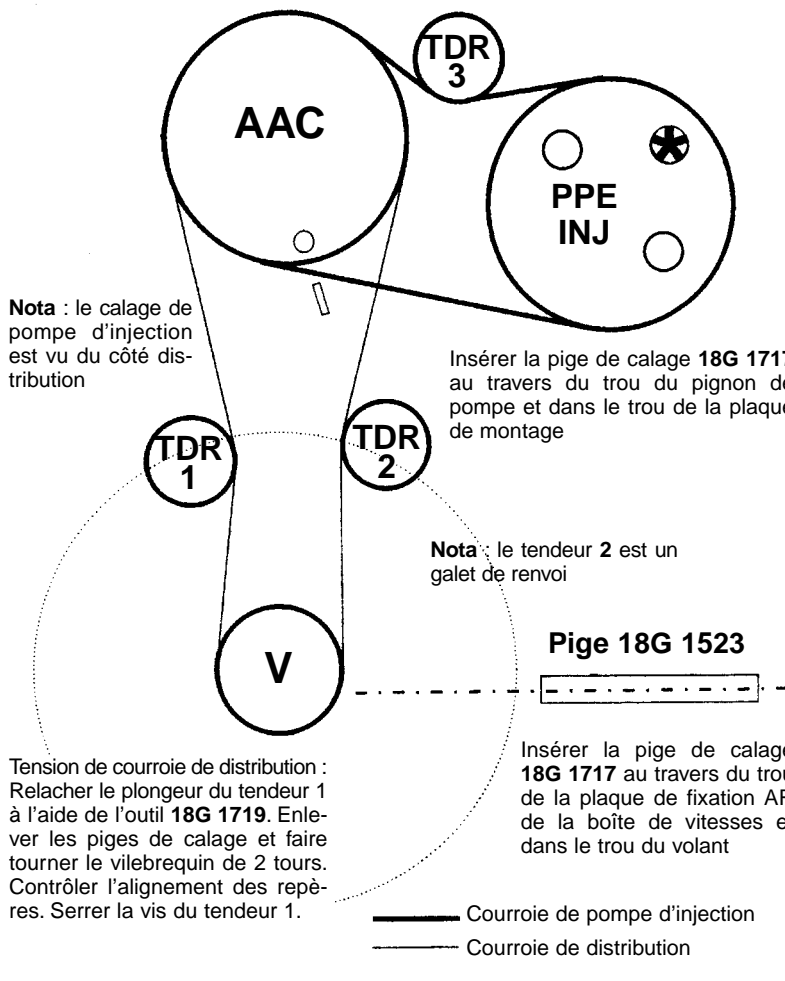 TDR
3
AAC
PPE
INJ
Nota : le calage de
pompe d'injection
est vu du côté dis-
tribution
Insérer la pige de calage 18G 1717
au travers du trou du pignon de
pompe et dans le trou de la plaque
de montage
TDR
1
TDR
2
Nota : le tendeur 2 est un
galet de renvoi
Pige 18G 1523
V
Tension de courroie de distribution :
Relacher le plongeur du tendeur 1
à l'aide de l'outil 18G 1719. Enle-
ver les piges de calage et faire
tourner le vilebrequin de 2 tours.
Contrôler l'alignement des repè-
res. Serrer la vis du tendeur 1.
Insérer la pige de calage
18G 1717 au travers du trou
de la plaque de fixation AR
de la boîte de vitesses et
dans le trou du volant
Courroie de pompe d'injection
Courroie de distribution